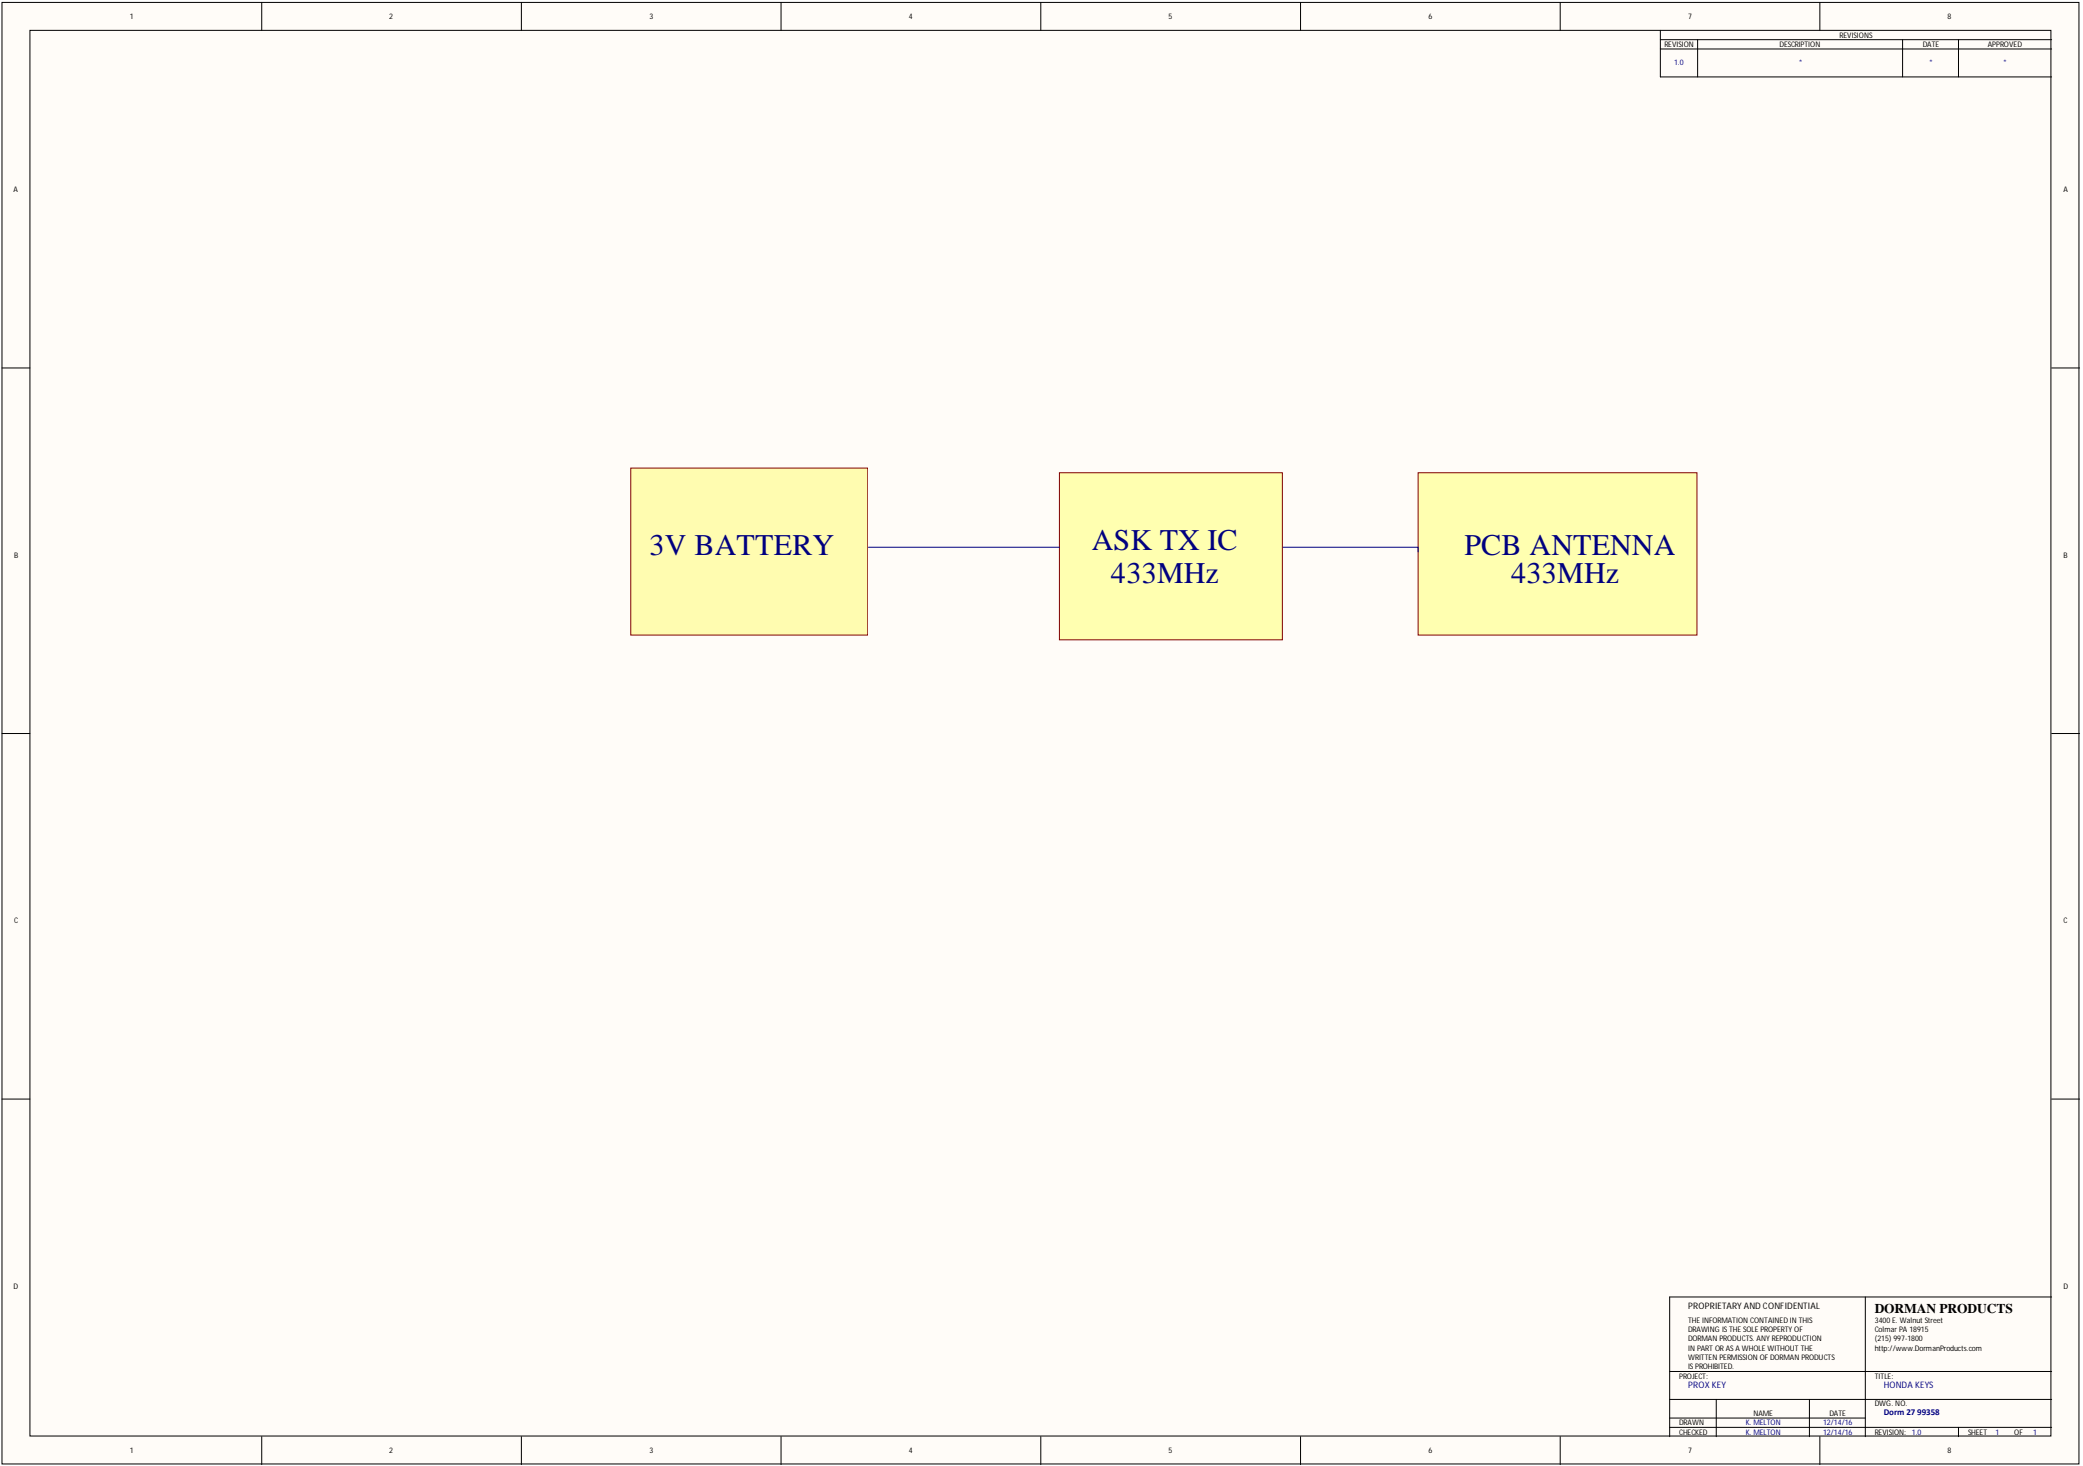 1 2 3 4 5 6 7 8
REVISIONS
REVISION DESCRIPTION DATE APPROVED
1.0 * * *
A A
3V BATTERY
ASK TX IC
433MHz
PCB ANTENNA
433MHz
B B
C C
D D
PROPRIETARY AND CONFIDENTIAL
THE INFORMATION CONTAINED IN THIS
DRAWING IS THE SOLE PROPERTY OF
DORMAN PRODUCTS. ANY REPRODUCTION
IN PART OR AS A WHOLE WITHOUT THE
WRITTEN PERMISSION OF DORMAN PRODUCTS
IS PROHIBITED.
DORMAN PRODUCTS
3400 E. Walnut Street
Colmar PA 18915
(215) 997-1800
http://www.DormanProducts.com
PROJECT:
PROX KEY
TITLE:
HONDA KEYS
DWG. NO.
Dorm 27 99358
NAME DATE
DRAWN K. MELTON 12/14/16
CHECKED K. MELTON 12/14/16
REVISION: 1.0 SHEET 1 OF 1
1 2 3 4 5 6 7 8